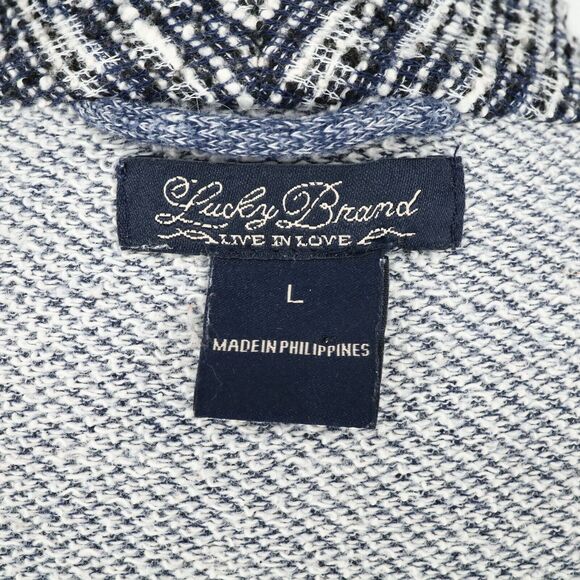 Lucky Brand
LIVE IN LOVE
L
MADE IN PHILIPPINES